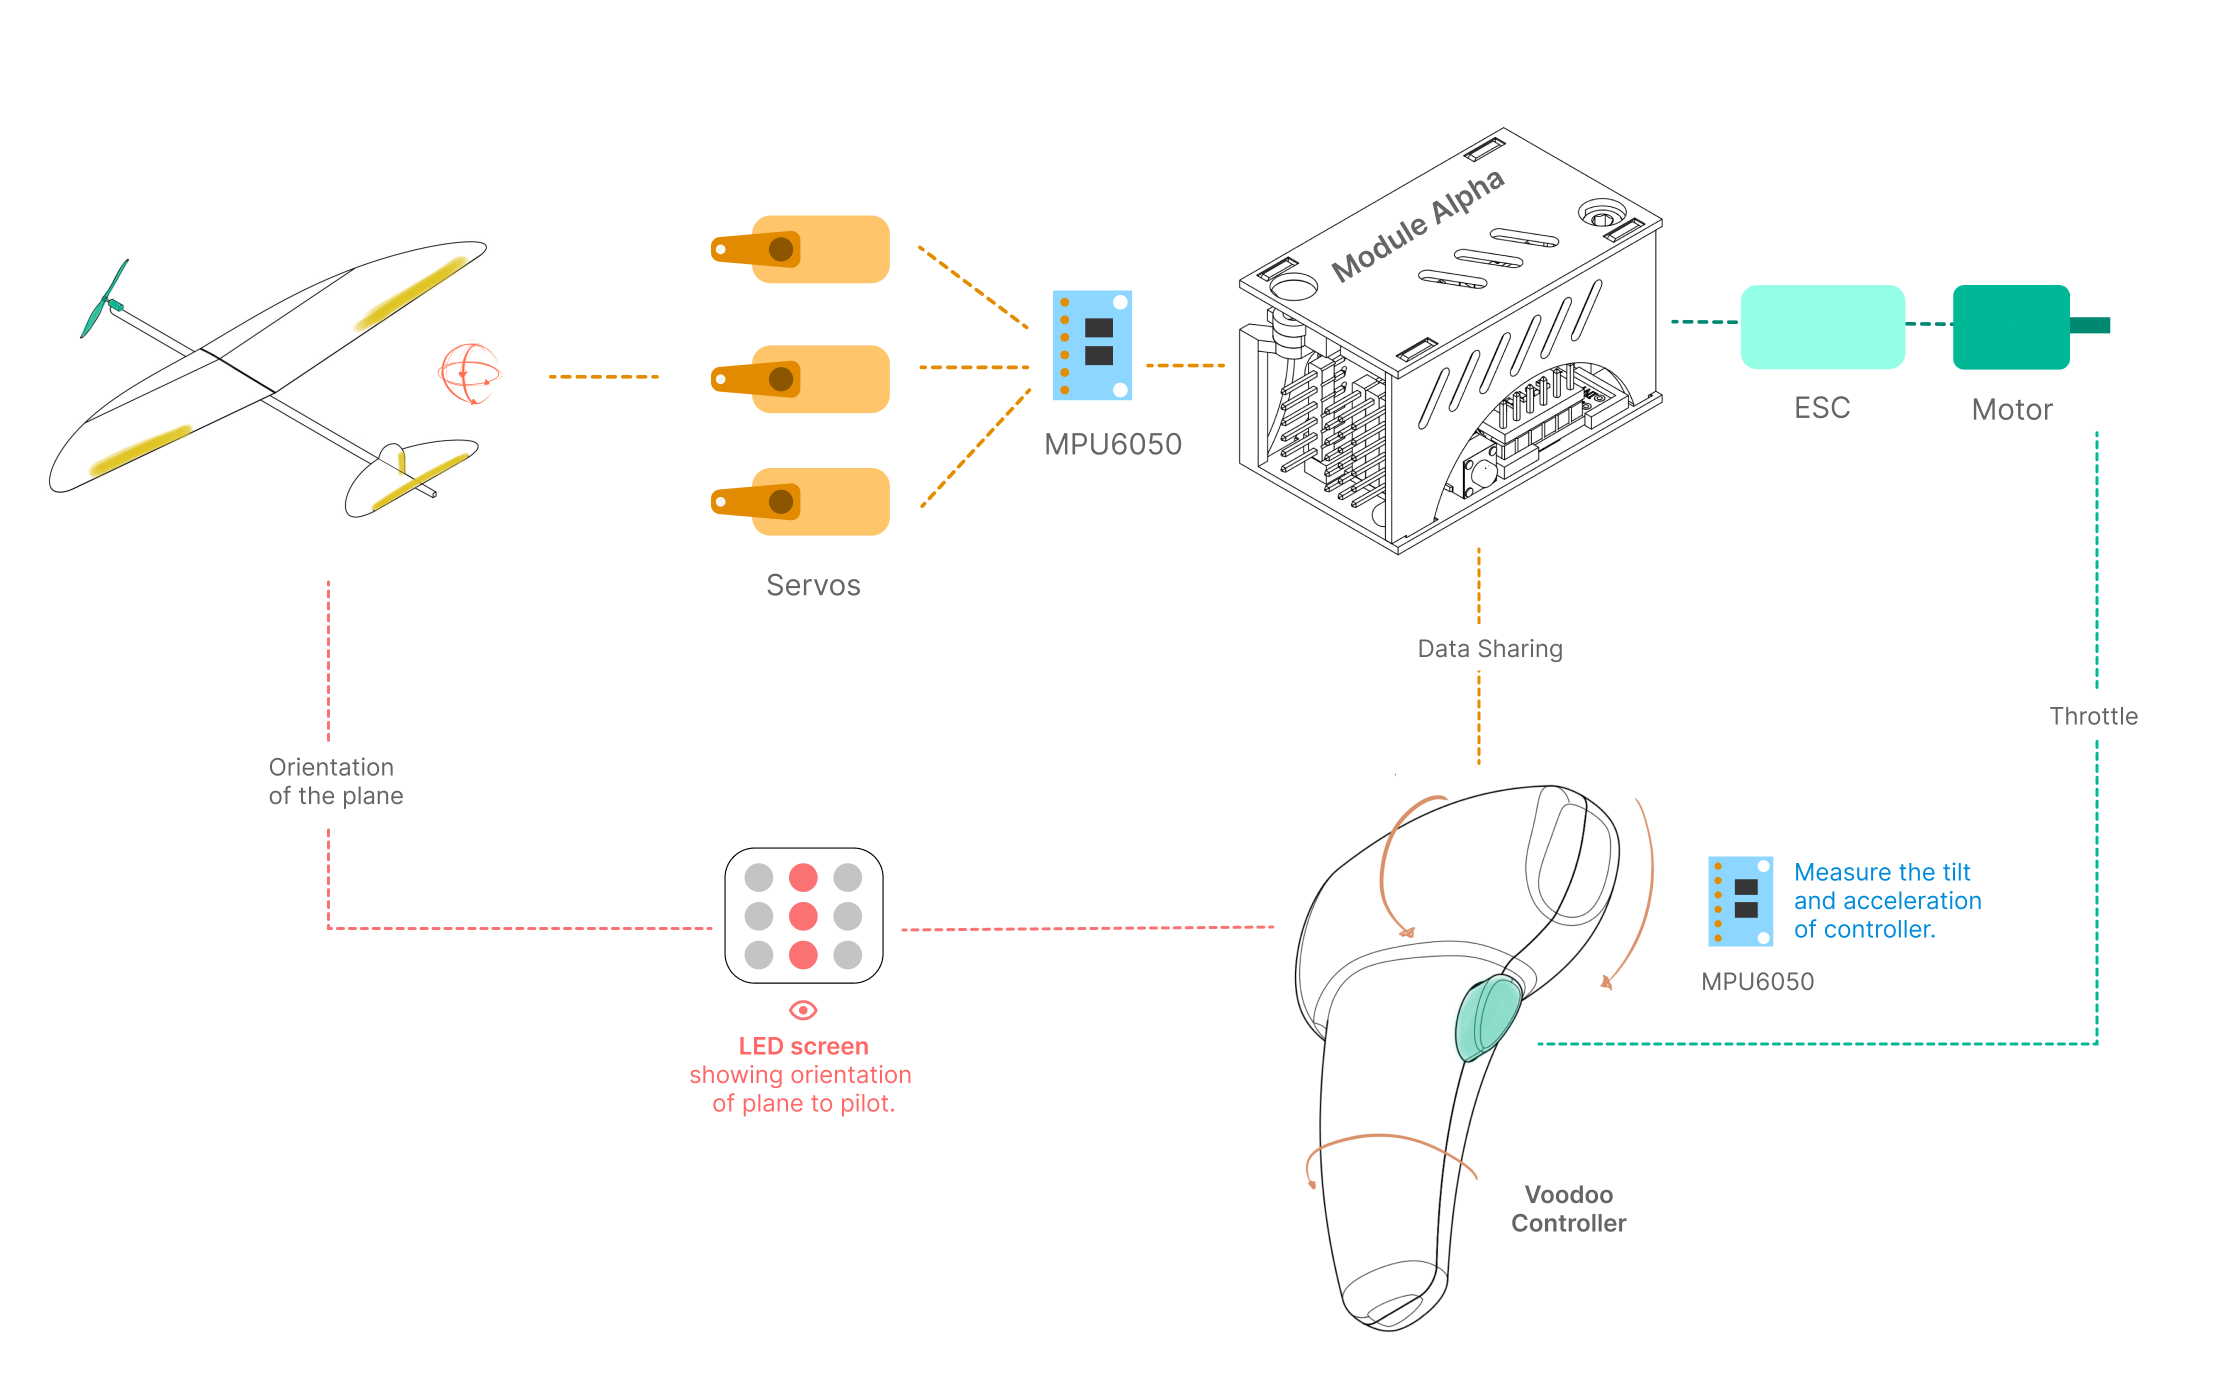 Module Alpha
ESC
Motor
MPU6050
Servos
Data Sharing
Throttle
Orientation
of the plane
Measure the tilt
and acceleration
of controller.
MPU6050
LED screen
showing orientation
of plane to pilot.
Voodoo
Controller